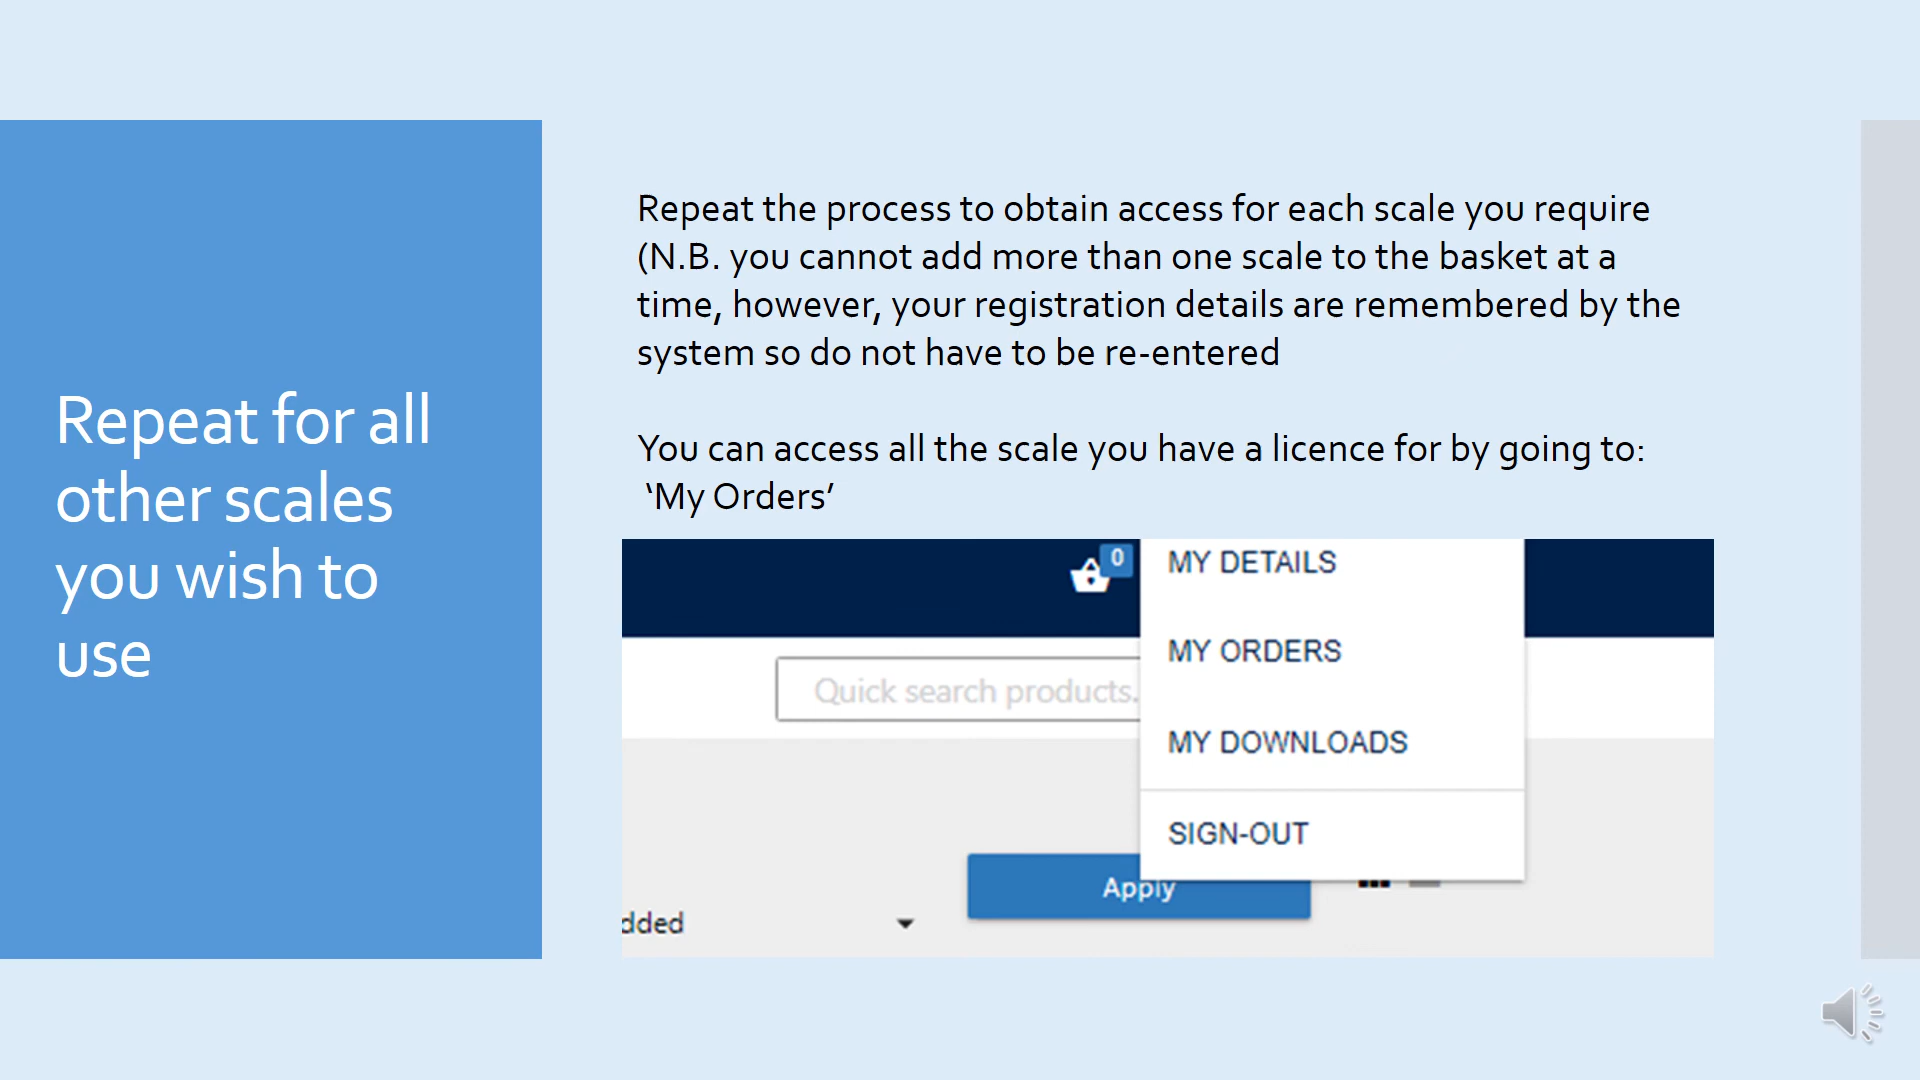 Repeat for all
other scales
you wish to
use
Repeat the process to obtain access for each scale you require
(N.B. you cannot add more than one scale to the basket at a
time, however, your registration details are remembered by the
system so do not have to be re-entered
You can access all the scale you have a licence for by going to:
‘My Orders’
0
MY DETAILS
MY ORDERS
Quick search products.
MY DOWNLOADS
SIGN-OUT
Apply
dded